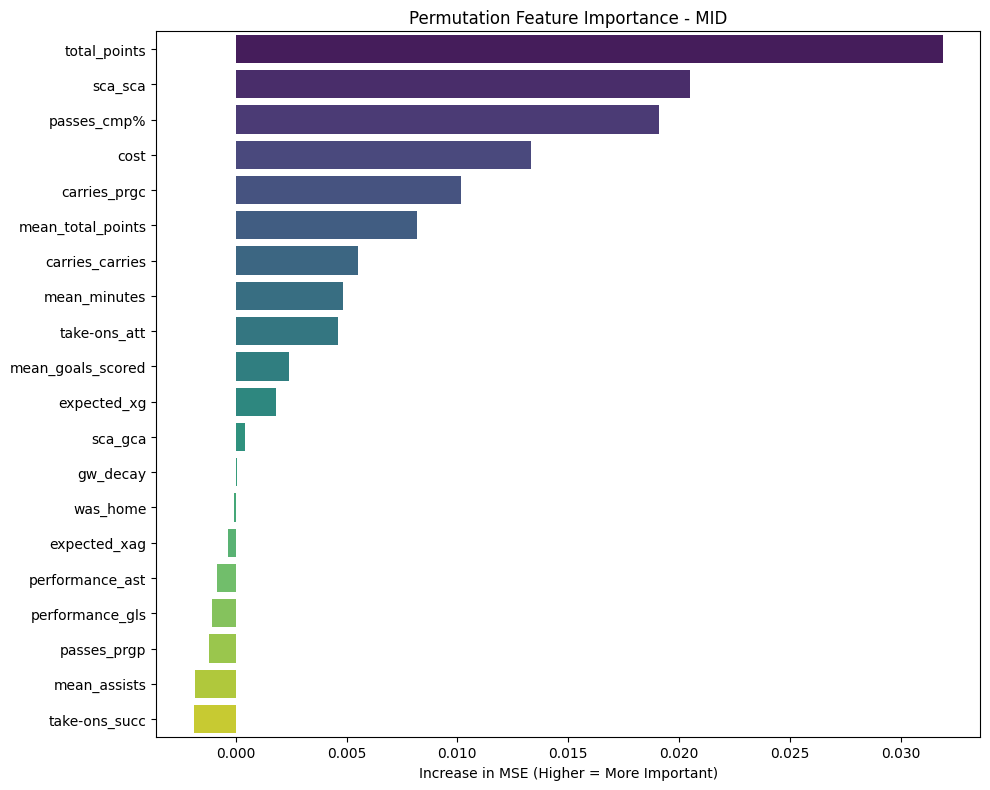 Permutation Feature Importance - MID
total_points
sca_sca
passes_cmp%
cost
carries_prgc
mean_total_points
carries_carries
mean_minutes
take-ons_att
mean_goals_scored
expected_xg
sca_gca
gw_decay
was_home
expected_xag
performance_ast
performance_gls
passes_prgp
mean_assists
take-ons_succ
0.000 0.005 0.010 0.015 0.020 0.025 0.030
Increase in MSE (Higher = More Important)